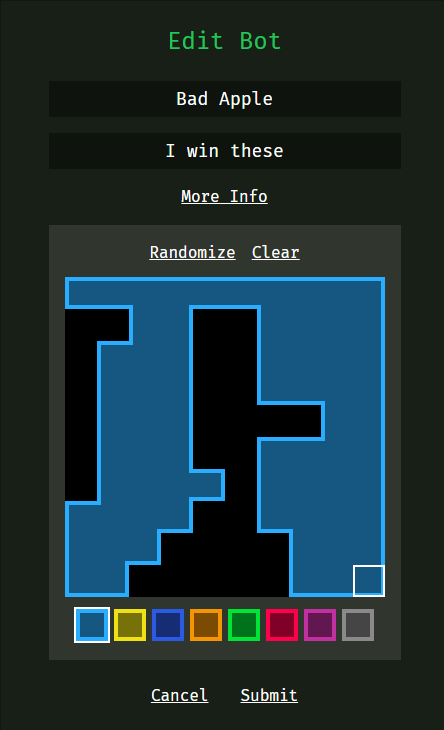 Edit Bot
Bad Apple
I win these
More Info
Randomize Clear
Cancel Submit